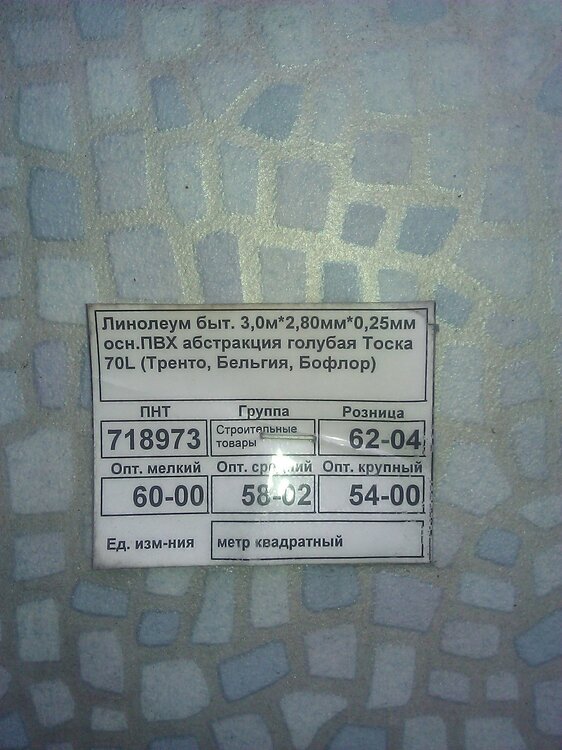 Линолеум быт. 3,0м*2,80мм*0,25мм
осн.ПВХ абстракция голубая Тоска
70L (Тренто, Бельгия, Бофлор)
ПНТ Группа Розница
718973 Строительные товары 62-04
Опт. мелкий Опт. средний Опт. крупный
60-00 58-02 54-00
Ед. изм-ния метр квадратный